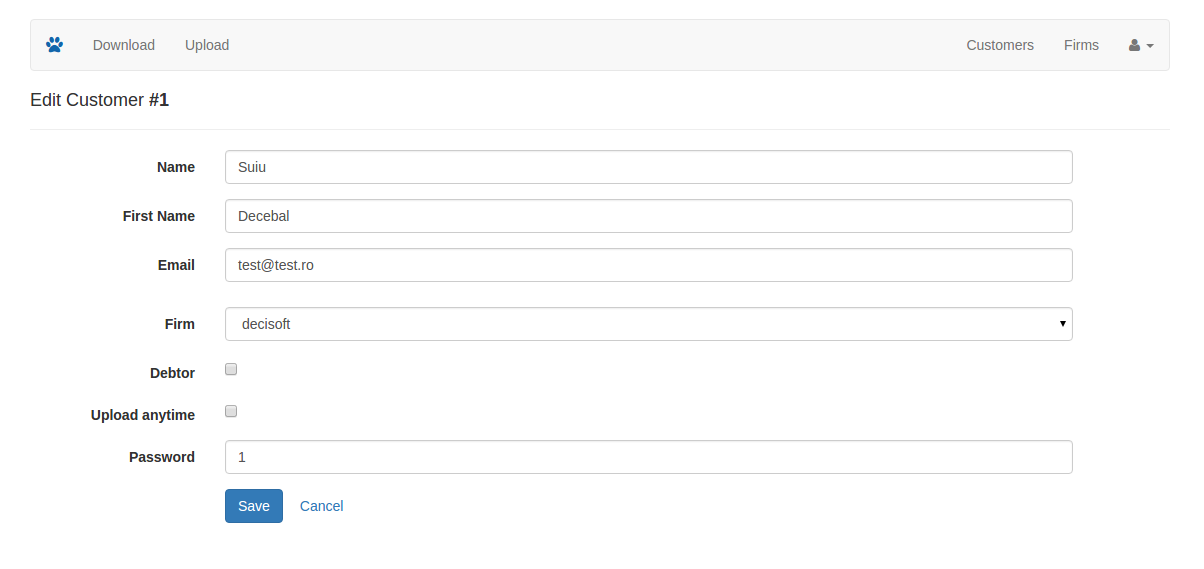 Download Upload Customers Firms
Edit Customer #1
Name Suiu
First Name Decebal
Email test@test.ro
Firm decisoft
Debtor
Upload anytime
Password 1
Save Cancel